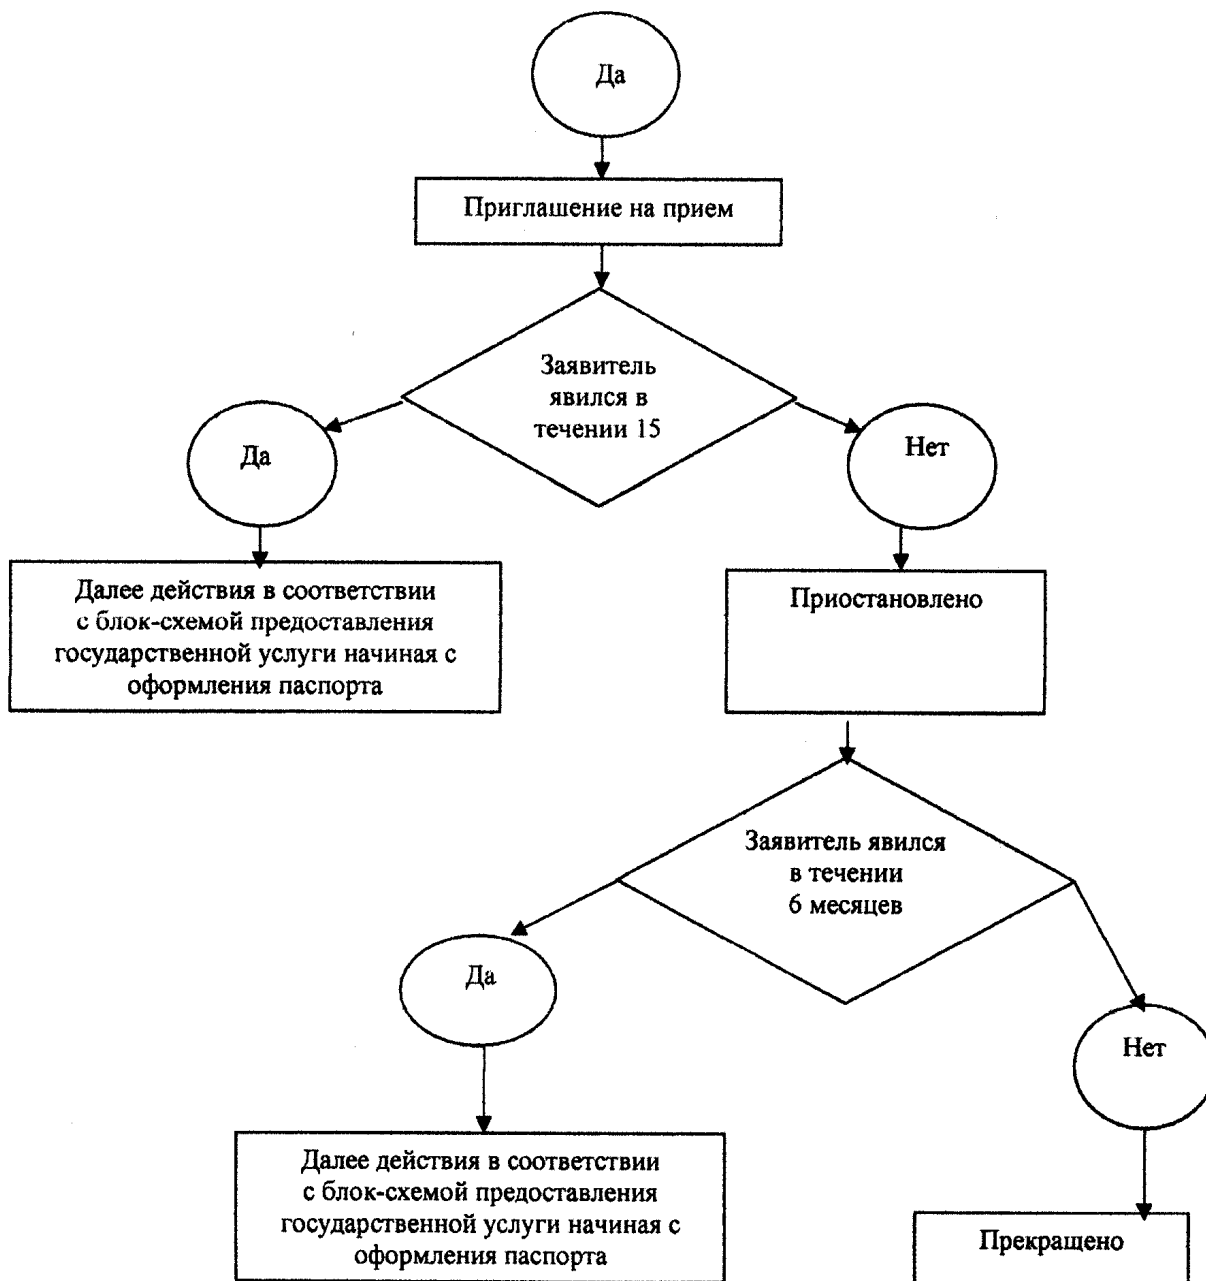 Да
Приглашение на прием
Заявитель
явился в
течении 15
Да
Нет
Далее действия в соответствии
с блок-схемой предоставления
государственной услуги начиная с
оформления паспорта
Приостановлено
Заявитель явился
в течении
6 месяцев
Да
Нет
Далее действия в соответствии
с блок-схемой предоставления
государственной услуги начиная с
оформления паспорта
Прекращено